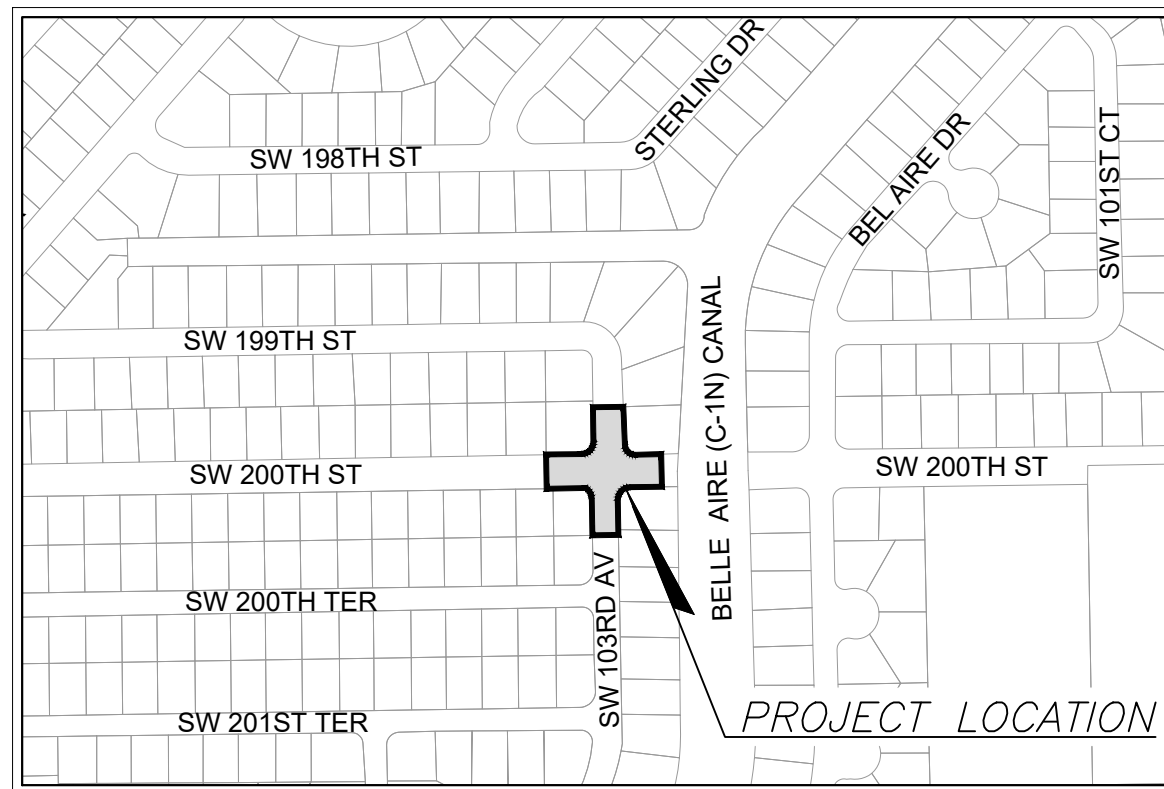 STERLING DR
SW 198TH ST
BEL AIRE DR
SW 101ST CT
SW 199TH ST
BELLE AIRE (C-1N) CANAL
SW 200TH ST
SW 200TH ST
SW 200TH TER
SW 103RD AV
SW 201ST TER
PROJECT LOCATION